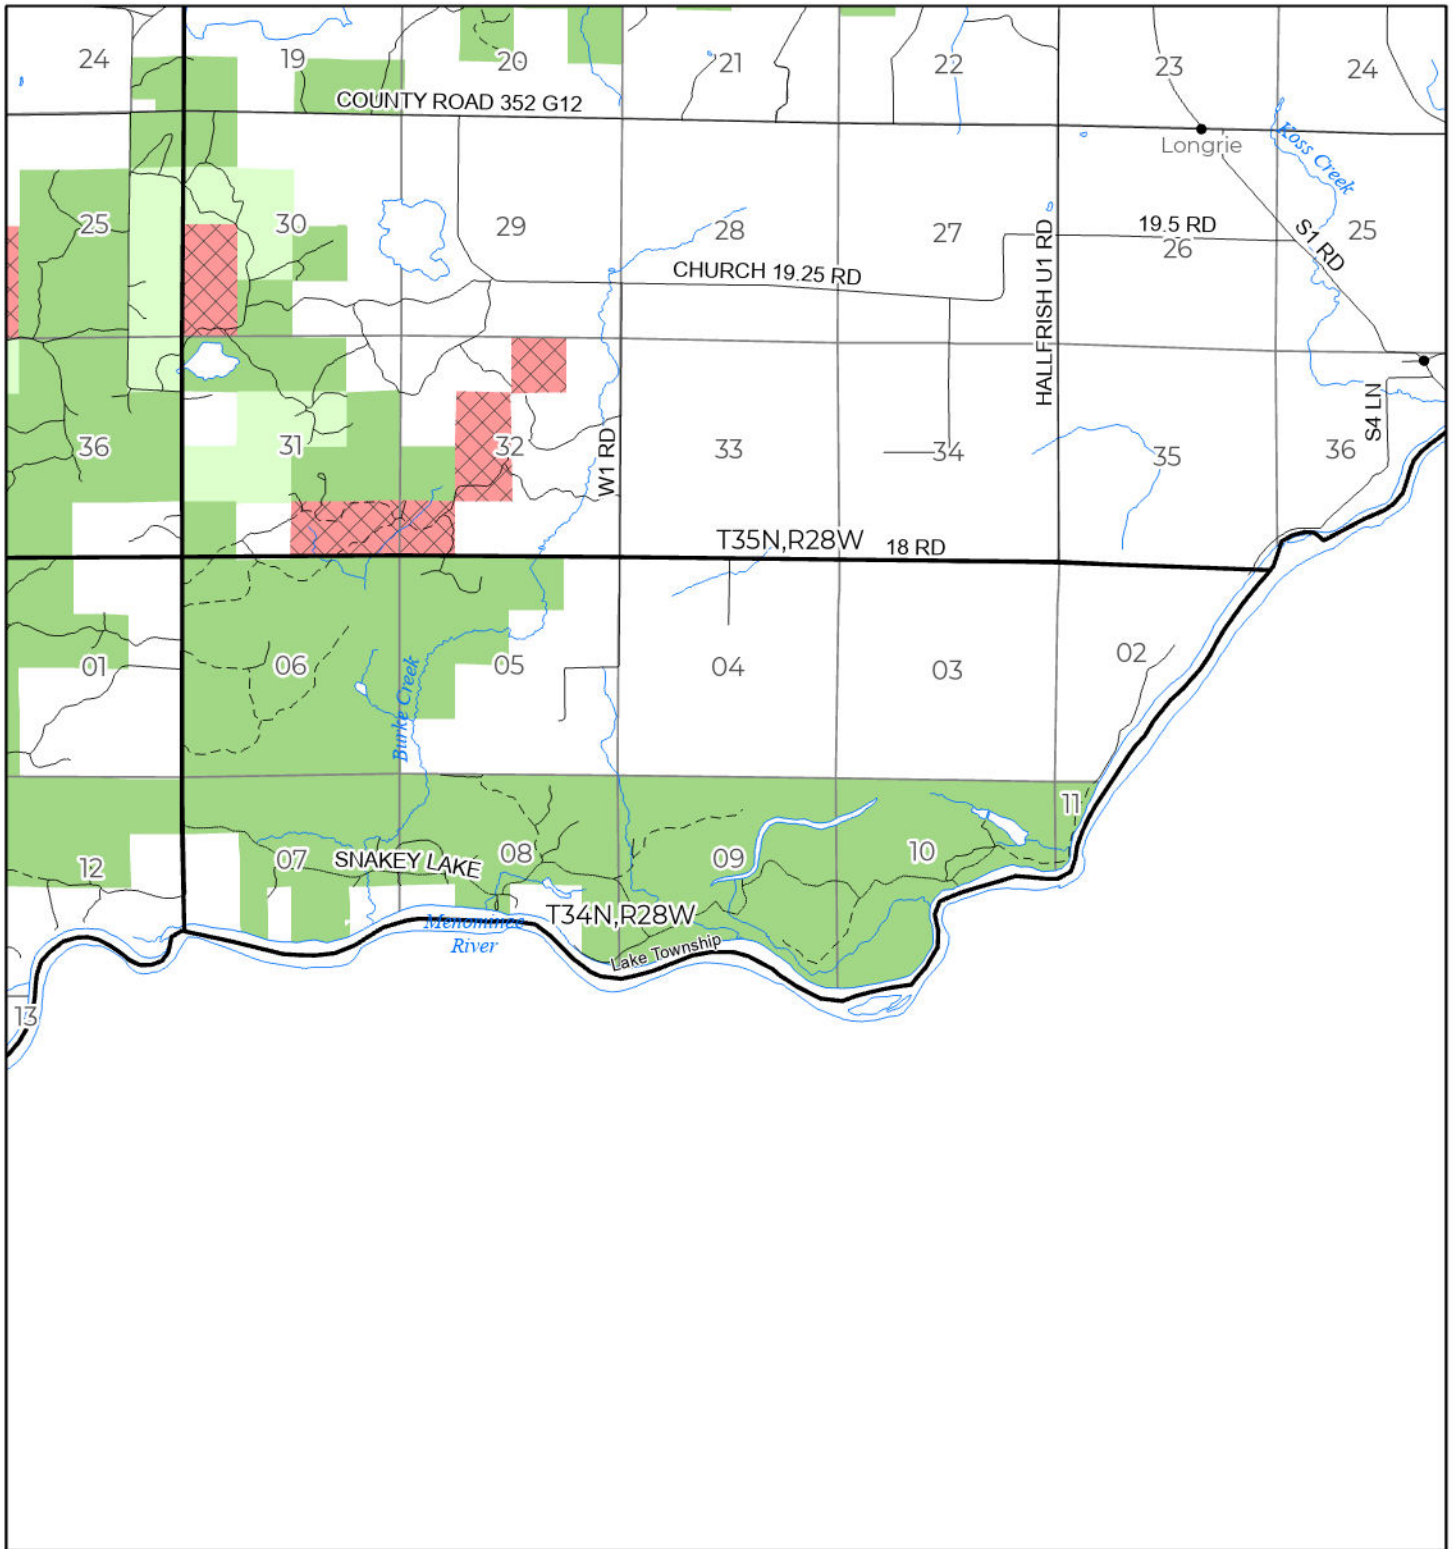 24
19
20
21
22
23
24
COUNTY ROAD 352 G12
Longrie
Koss Creek
25
30
29
28
27
HALLFRISH U1 RD
19.5 RD
26
S1 RD
25
CHURCH 19.25 RD
36
31
32
W1 RD
33
34
35
S4 LN
36
T35N,R28W
18 RD
01
06
Burke Creek
05
04
03
02
11
12
07
SNAKEY LAKE
08
09
10
T34N,R28W
Menominee
River
Lake Township
13